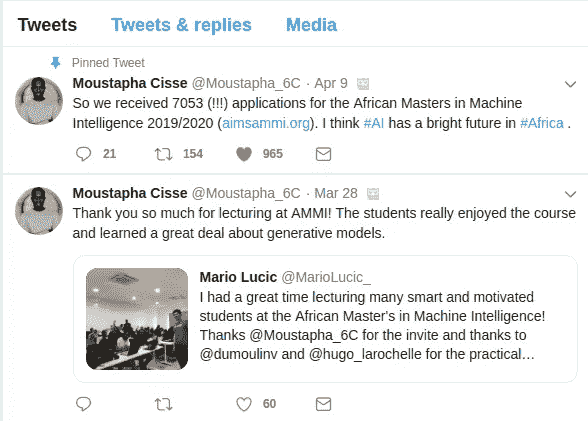 Tweets Tweets & replies Media
Pinned Tweet
Moustapha Cisse @Moustapha_6C · Apr 9
So we received 7053 (!!!) applications for the African Masters in Machine
Intelligence 2019/2020 (aimsammi.org). I think #AI has a bright future in #Africa .
21 154 965
Moustapha Cisse @Moustapha_6C · Mar 28
Thank you so much for lecturing at AMMI! The students really enjoyed the course
and learned a great deal about generative models.
Mario Lucic @MarioLucic_
I had a great time lecturing many smart and motivated
students at the African Master's in Machine Intelligence!
Thanks @Moustapha_6C for the invite and thanks to
@dumoulinv and @hugo_larochelle for the practical…
60